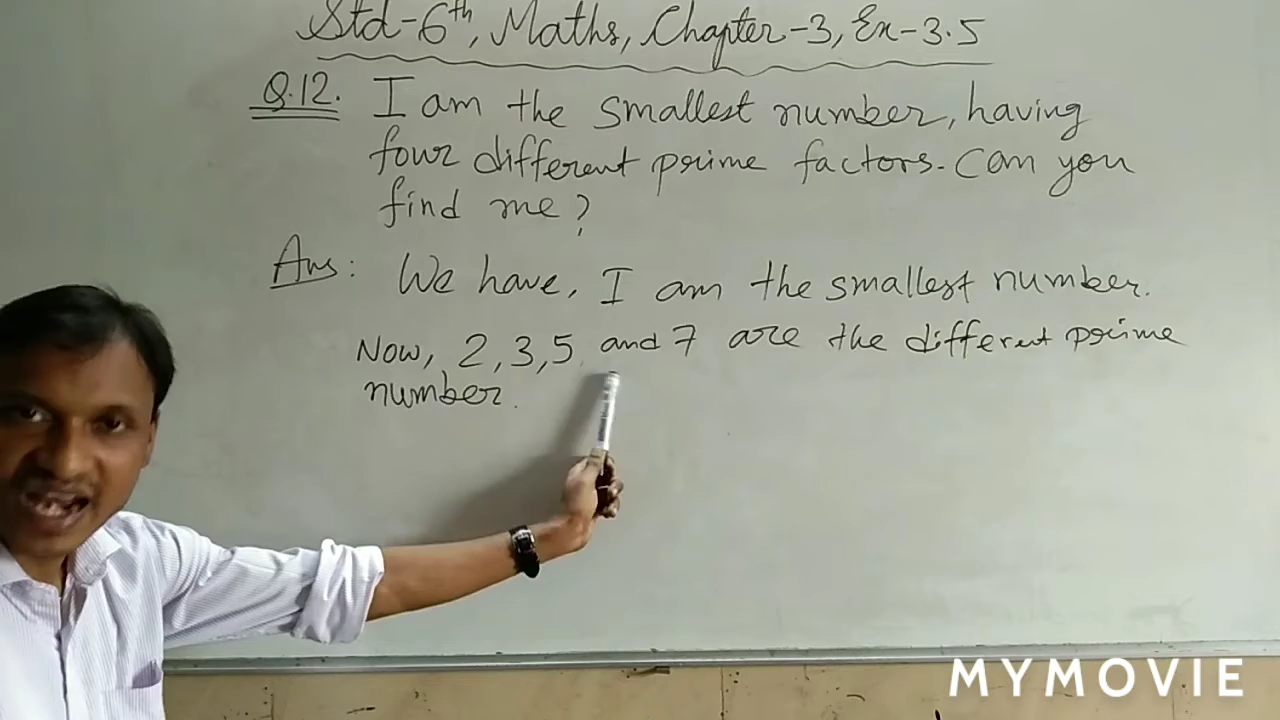 Std-6th, Maths, Chapter-3, Ex-3.5
Q.12. I am the smallest number, having
four different prime factors. Can you
find me?
Ans: We have, I am the smallest number.
Now, 2, 3, 5 and 7 are the different prime
number.
MYMOVIE